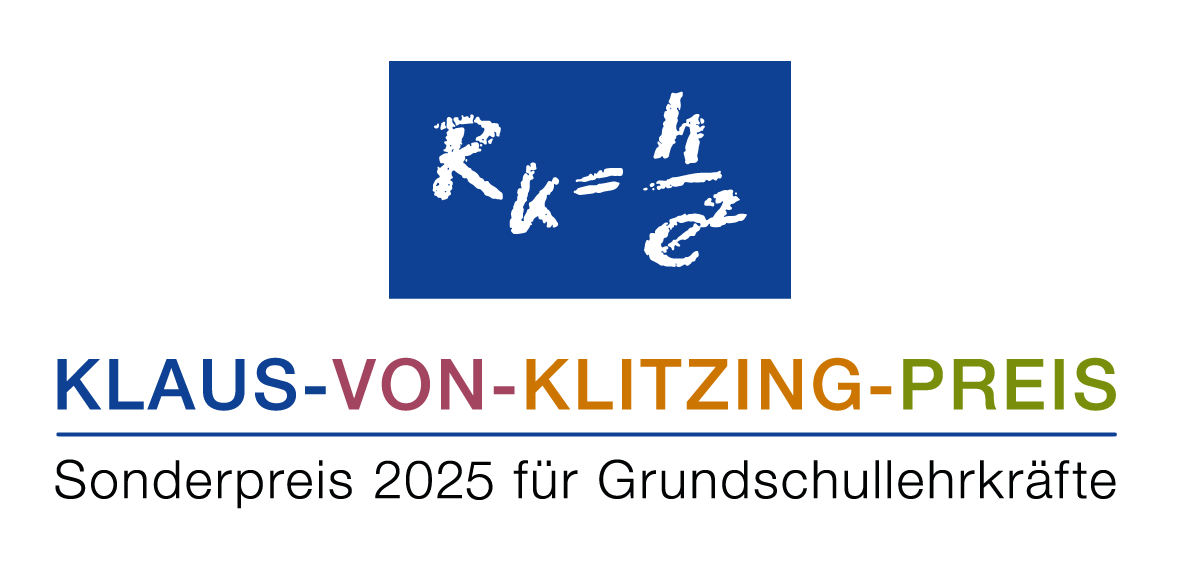 R_K = h/e²
KLAUS-VON-KLITZING-PREIS
Sonderpreis 2025 für Grundschullehrkräfte